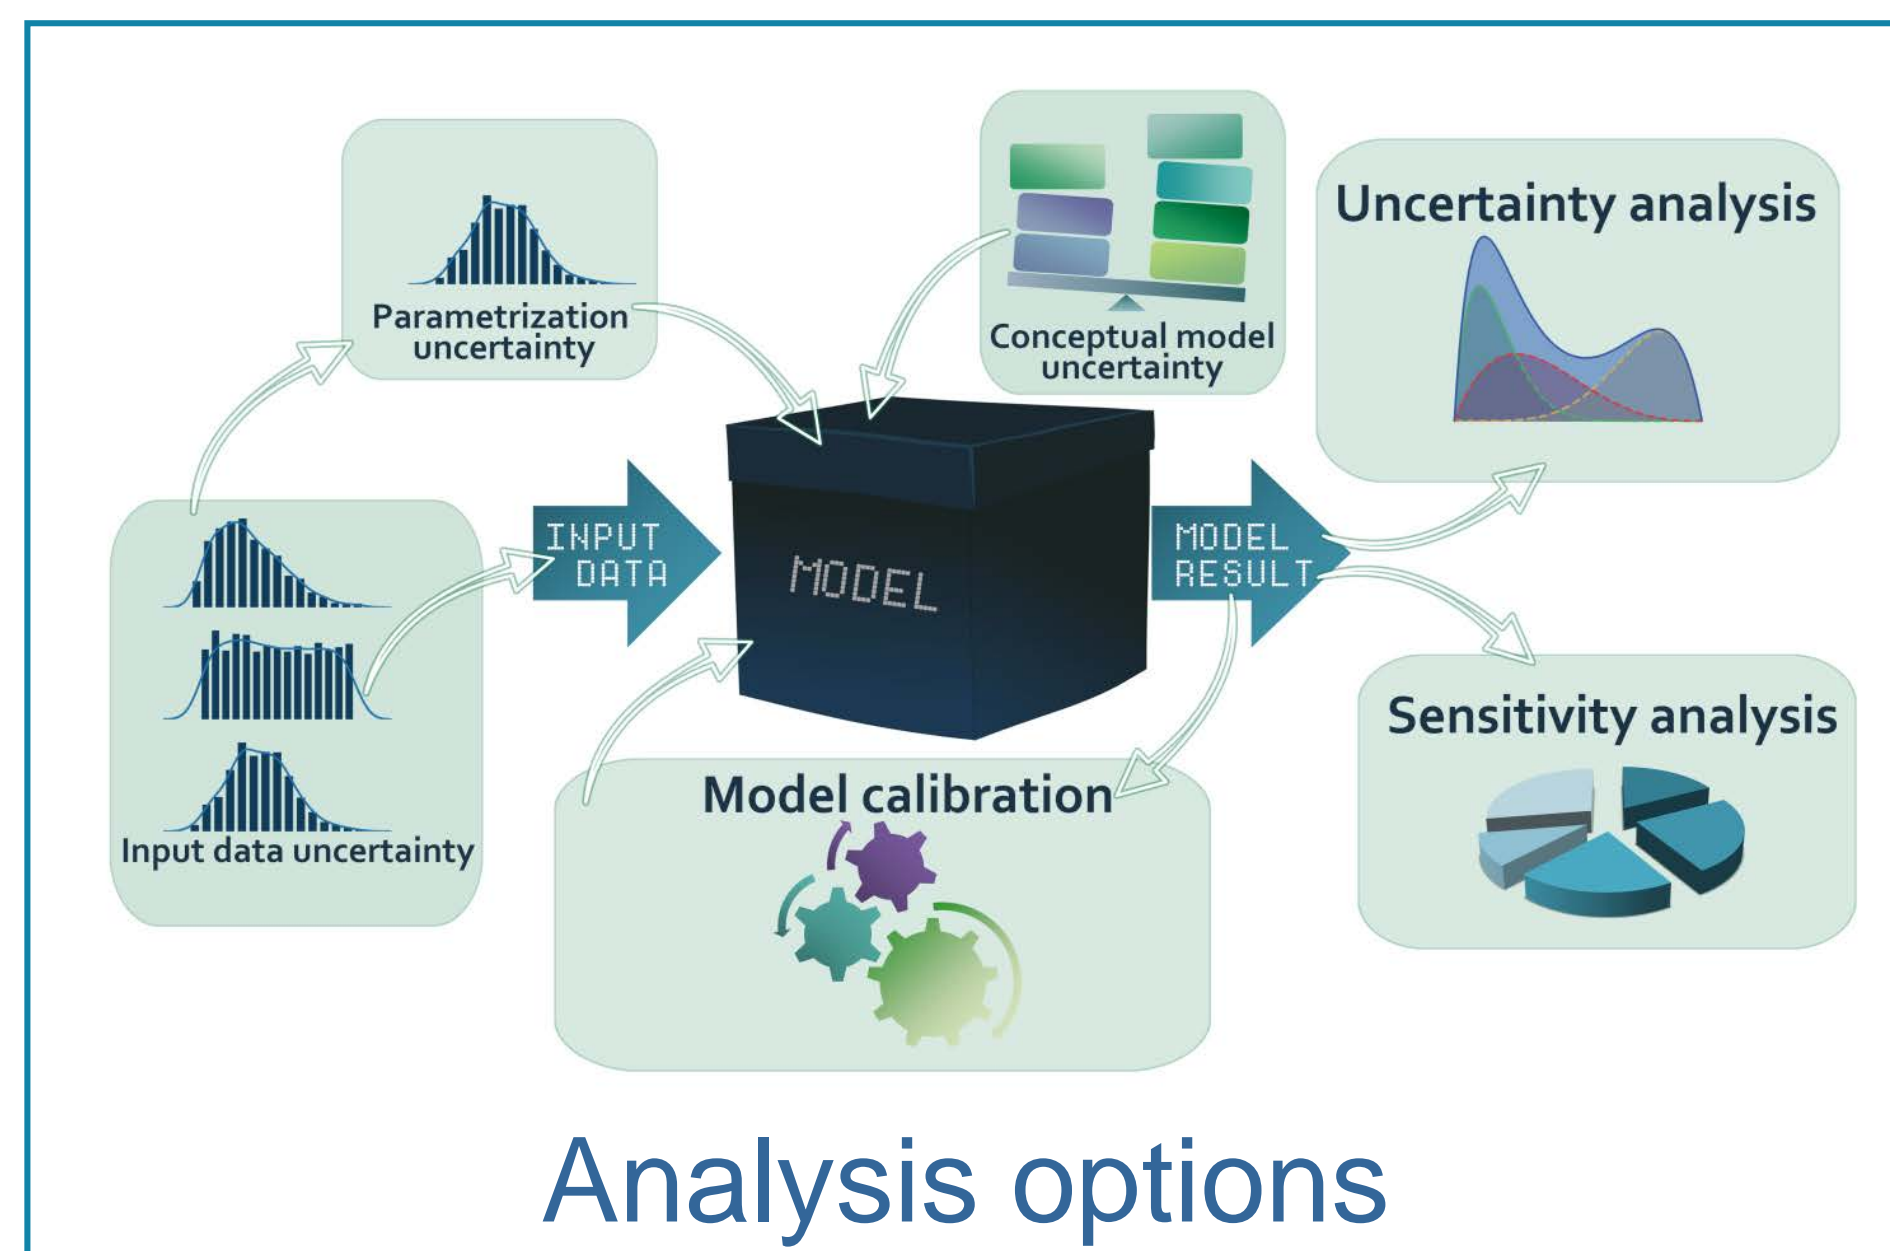 Parametrization
uncertainty
Conceptual model
uncertainty
Uncertainty analysis
INPUT
DATA
MODEL
MODEL
RESULT
Input data uncertainty
Model calibration
Sensitivity analysis
Analysis options